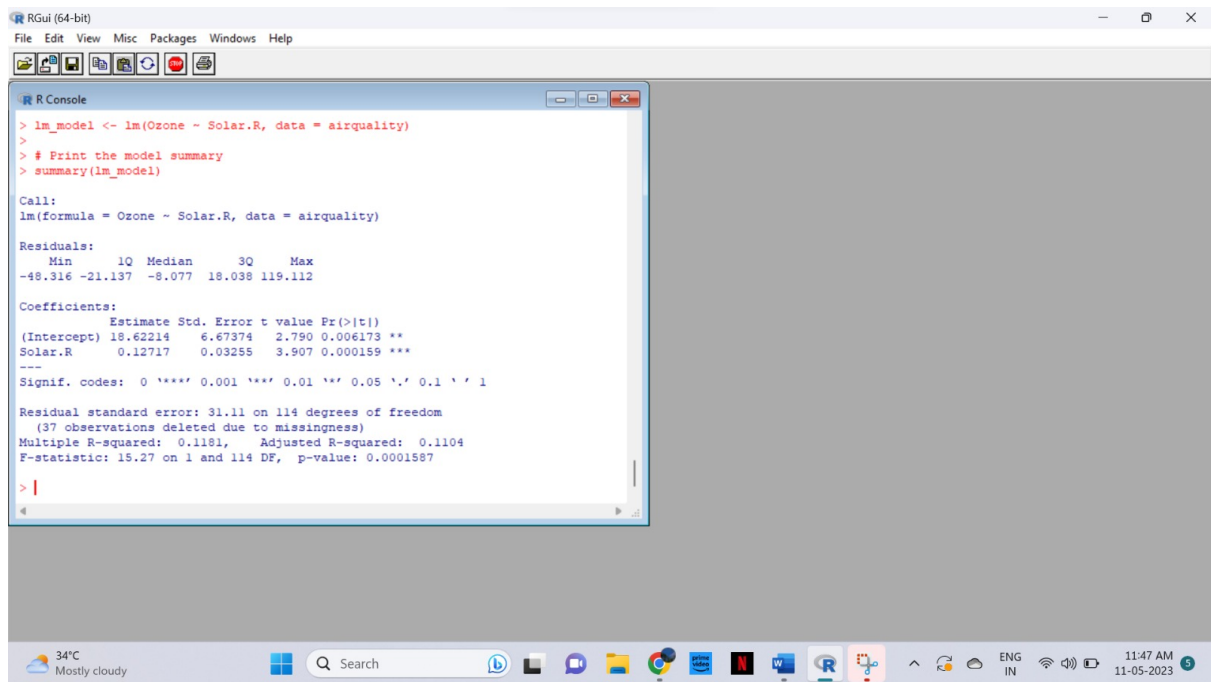 RGui (64-bit)
File Edit View Misc Packages Windows Help
STOP
R Console
> lm_model <- lm(Ozone ~ Solar.R, data = airquality)
>
> # Print the model summary
> summary(lm_model)
Call:
lm(formula = Ozone ~ Solar.R, data = airquality)
Residuals:
    Min      1Q  Median      3Q     Max
-48.316 -21.137  -8.077  18.038 119.112
Coefficients:
            Estimate Std. Error t value Pr(>|t|)
(Intercept) 18.62214    6.67374   2.790 0.006173 **
Solar.R      0.12717    0.03255   3.907 0.000159 ***
---
Signif. codes:  0 ‘***’ 0.001 ‘**’ 0.01 ‘*’ 0.05 ‘.’ 0.1 ‘ ’ 1
Residual standard error: 31.11 on 114 degrees of freedom
  (37 observations deleted due to missingness)
Multiple R-squared:  0.1181,    Adjusted R-squared:  0.1104
F-statistic: 15.27 on 1 and 114 DF,  p-value: 0.0001587
>
34°C
Mostly cloudy
Search
prime video
N
W
R
ENG
IN
11:47 AM
11-05-2023
5